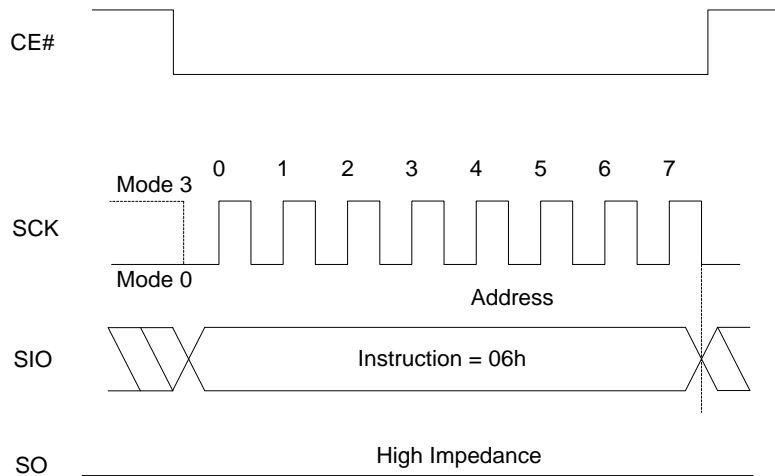 CE#
0 1 2 3 4 5 6 7
Mode 3
SCK
Mode 0
Address
SIO
Instruction = 06h
High Impedance
SO